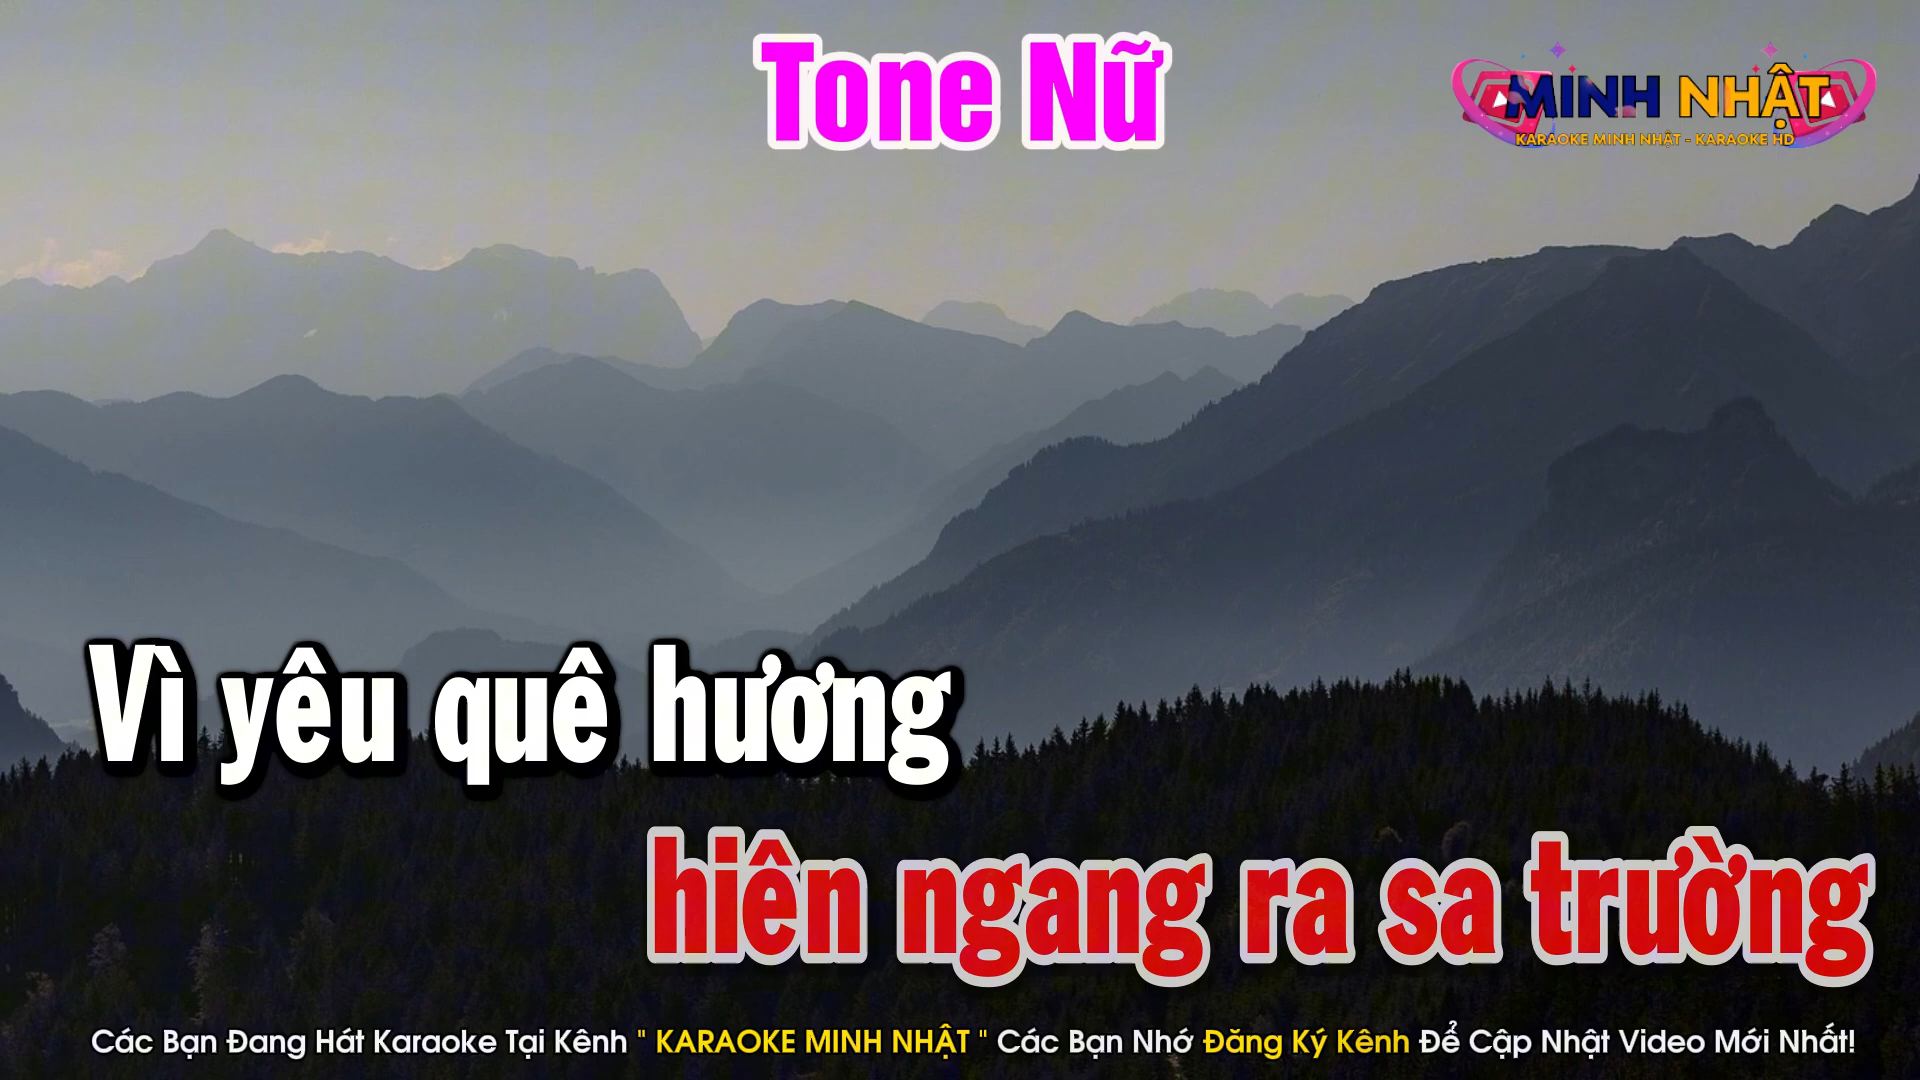 Tone Nữ
MINH NHẬT
KARAOKE MINH NHẬT - KARAOKE HD
Vì yêu quê hương
hiên ngang ra sa trường
Các Bạn Đang Hát Karaoke Tại Kênh " KARAOKE MINH NHẬT " Các Bạn Nhớ Đăng Ký Kênh Để Cập Nhật Video Mới Nhất!